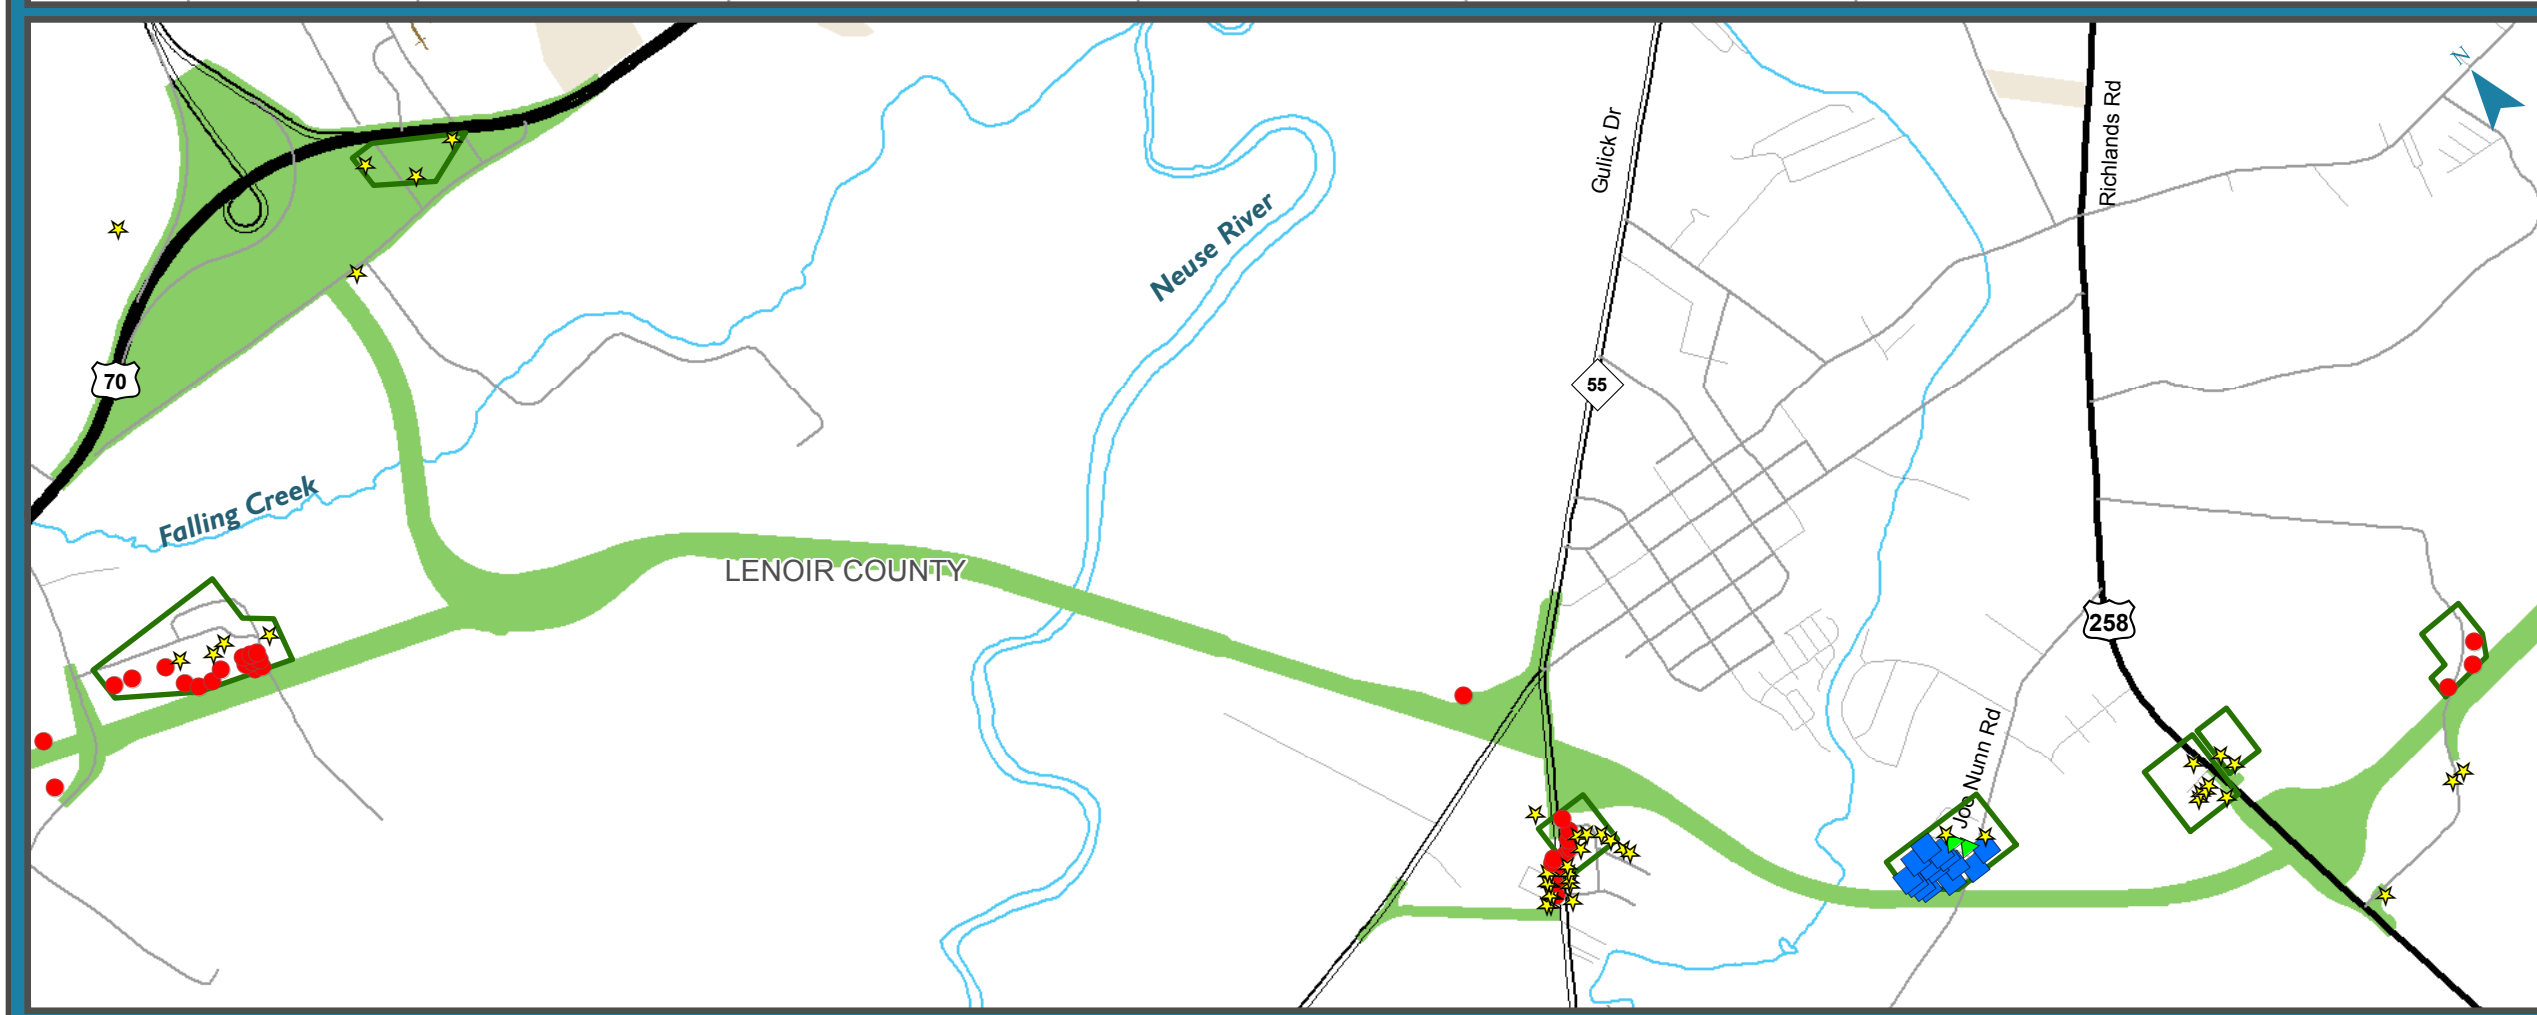 N
Gulick Dr
Richlands Rd
Neuse River
70
55
Falling Creek
LENOIR COUNTY
258
Joe Nunn Rd